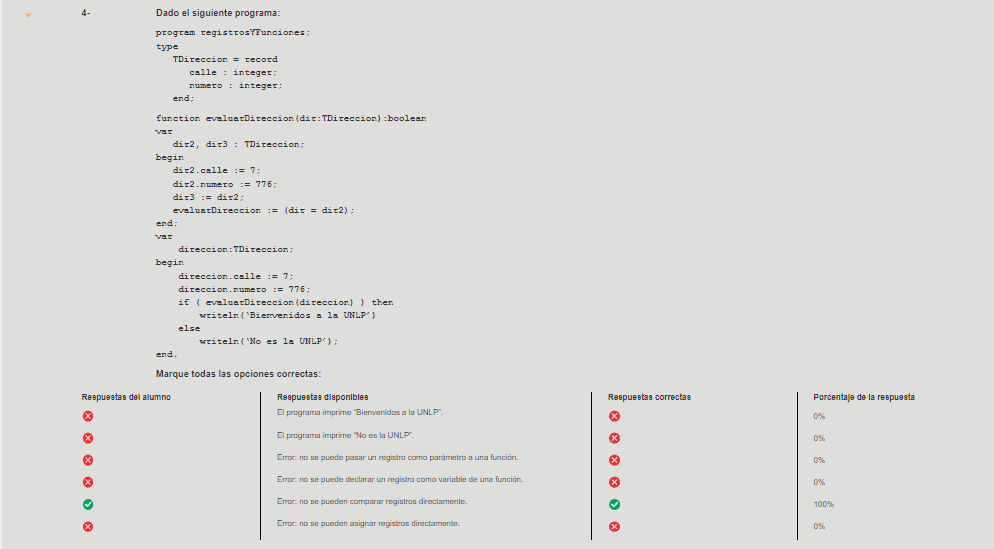 4- Dado el siguiente programa:
program registrosYFunciones;
type
TDireccion = record
calle : integer;
numero : integer;
end;
function evaluarDireccion(dir:TDireccion):boolean
var
dir2, dir3 : TDireccion;
begin
dir2.calle := 7;
dir2.numero := 776;
dir3 := dir2;
evaluarDireccion := (dir = dir2);
end;
var
direccion:TDireccion;
begin
direccion.calle := 7;
direccion.numero := 776;
if ( evaluarDireccion(direccion) ) then
writeln(‘Bienvenidos a la UNLP’)
else
writeln(‘No es la UNLP’);
end.
Marque todas las opciones correctas:
Respuestas del alumno Respuestas disponibles Respuestas correctas Porcentaje de la respuesta
El programa imprime “Bienvenidos a la UNLP”. 0%
El programa imprime “No es la UNLP”. 0%
Error: no se puede pasar un registro como parámetro a una función. 0%
Error: no se puede declarar un registro como variable de una función. 0%
Error: no se pueden comparar registros directamente. 100%
Error: no se pueden asignar registros directamente. 0%